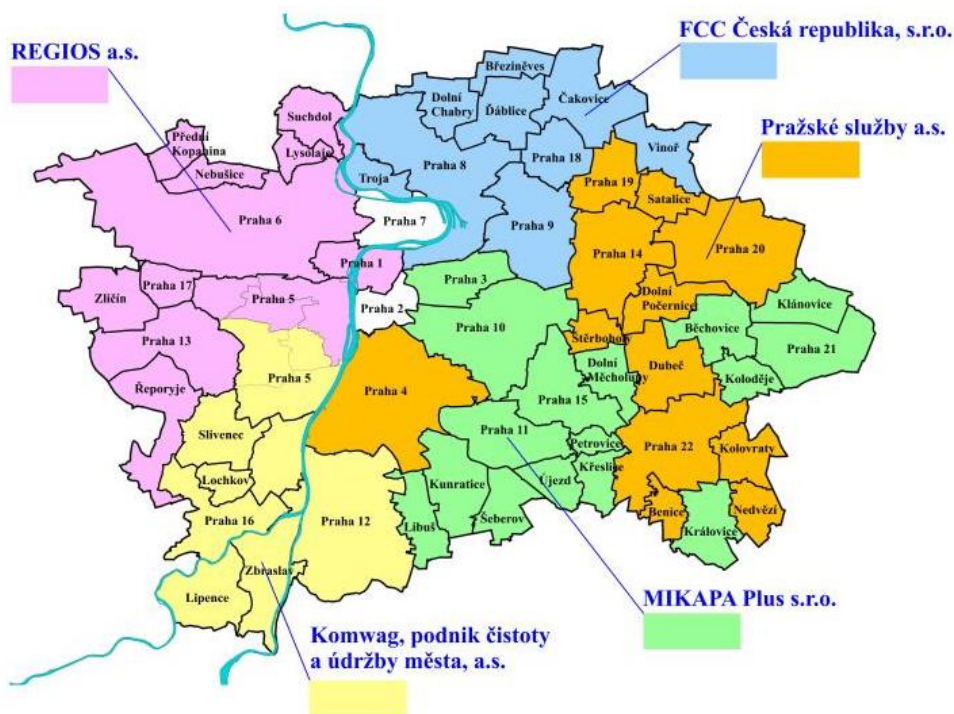 REGIOS a.s.
FCC Česká republika, s.r.o.
Pražské služby a.s.
Březiněves
Dolní
Chabry
Ďáblice
Čakovice
Suchdol
Přední
Kopanina
Lysolaje
Nebušice
Troja
Praha 8
Praha 18
Vinoř
Praha 19
Satalice
Praha 6
Praha 7
Praha 9
Praha 14
Praha 20
Praha 1
Praha 3
Praha 17
Zličín
Praha 5
Praha 2
Dolní
Počernice
Klánovice
Praha 10
Běchovice
Praha 13
Štěrboholy
Praha 21
Dolní
Měcholupy
Dubeč
Koloděje
Řeporyje
Praha 5
Praha 4
Praha 15
Slivenec
Praha 11
Petrovice
Praha 22
Kolovraty
Lochkov
Kunratice
Újezd
Křeslice
Praha 16
Praha 12
Libuš
Šeberov
Benice
Nedvězí
Královice
Zbraslav
Lipence
MIKAPA Plus s.r.o.
Komwag, podnik čistoty
a údržby města, a.s.